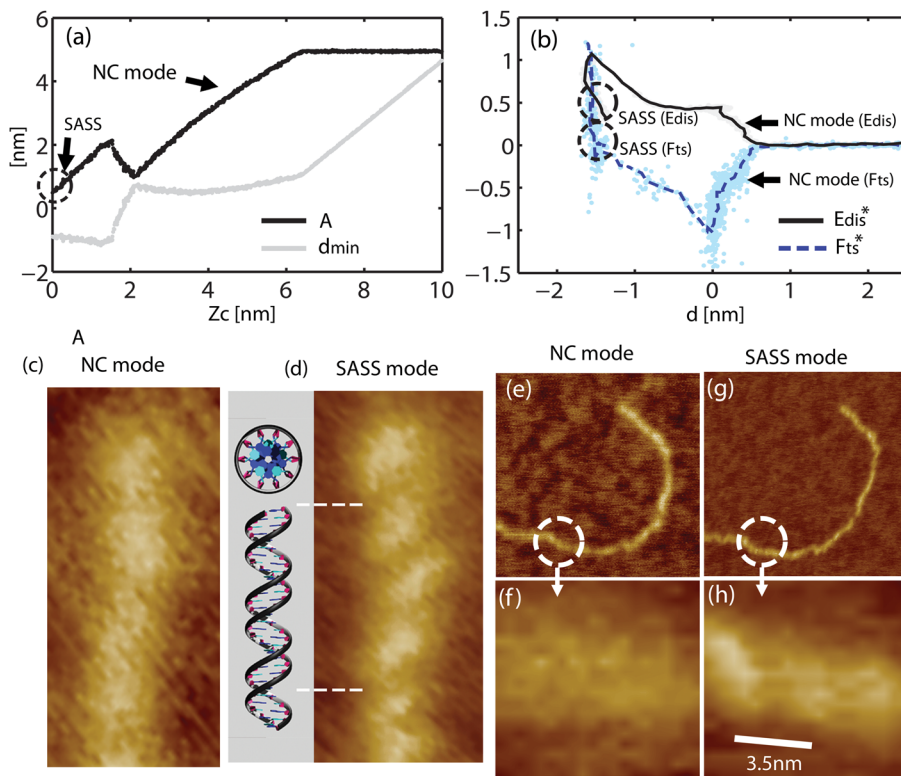 (a)
[nm]
6
4
2
0
−2
NC mode
SASS
A
dmin
0 2 4 6 8 10
Zc [nm]
(b)
1
0.5
0
−0.5
−1
−1.5
SASS (Edis)
SASS (Fts)
NC mode (Edis)
NC mode (Fts)
Edis*
Fts*
−2 −1 0 1 2
d [nm]
A
(c)
NC mode
(d)
SASS mode
NC mode
SASS mode
(e)
(g)
(f)
(h)
3.5nm